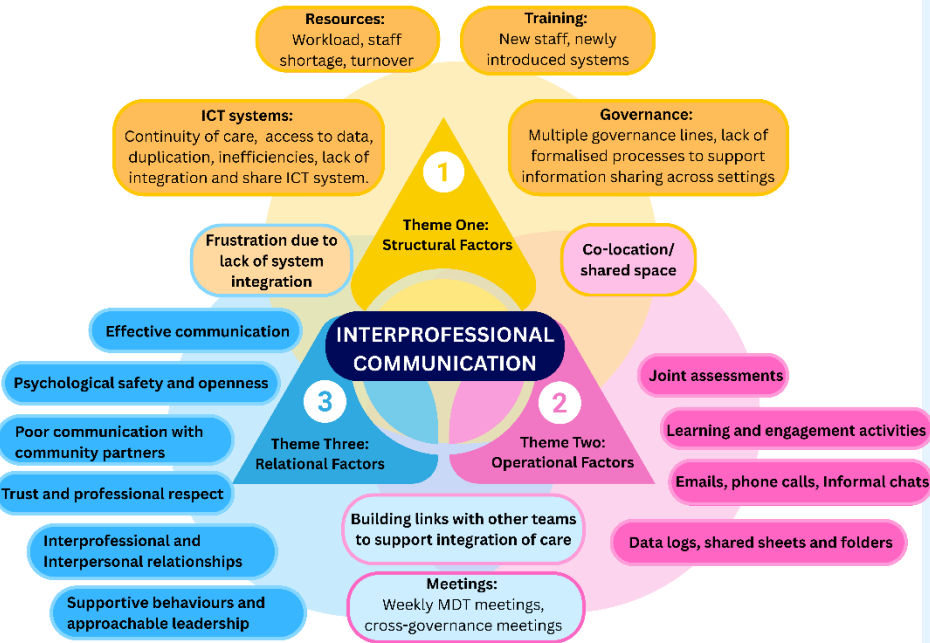 Resources:
Workload, staff
shortage, turnover
Training:
New staff, newly
introduced systems
ICT systems:
Continuity of care, access to data,
duplication, inefficiencies, lack of
integration and share ICT system.
Governance:
Multiple governance lines, lack of
formalised processes to support
information sharing across settings
1
Theme One:
Structural Factors
Frustration due to
lack of system
integration
Co-location/
shared space
INTERPROFESSIONAL
COMMUNICATION
Effective communication
Psychological safety and openness
Poor communication with
community partners
Trust and professional respect
Interprofessional and
Interpersonal relationships
Supportive behaviours and
approachable leadership
3
Theme Three:
Relational Factors
2
Theme Two:
Operational Factors
Joint assessments
Learning and engagement activities
Emails, phone calls, Informal chats
Data logs, shared sheets and folders
Building links with other teams
to support integration of care
Meetings:
Weekly MDT meetings,
cross-governance meetings